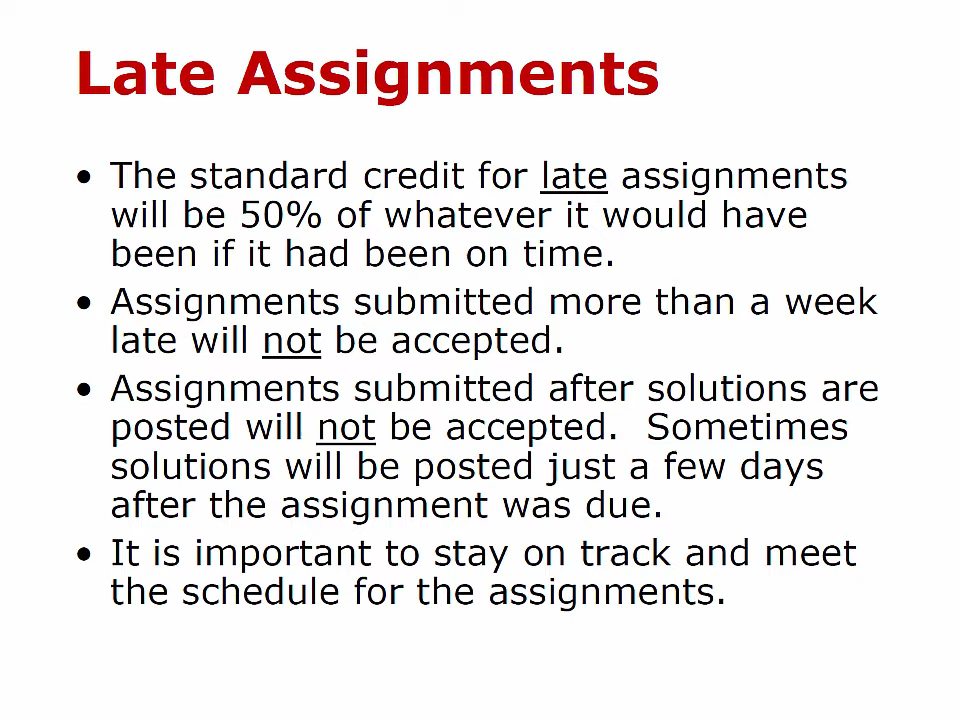 Late Assignments
• The standard credit for late assignments
will be 50% of whatever it would have
been if it had been on time.
• Assignments submitted more than a week
late will not be accepted.
• Assignments submitted after solutions are
posted will not be accepted.  Sometimes
solutions will be posted just a few days
after the assignment was due.
• It is important to stay on track and meet
the schedule for the assignments.